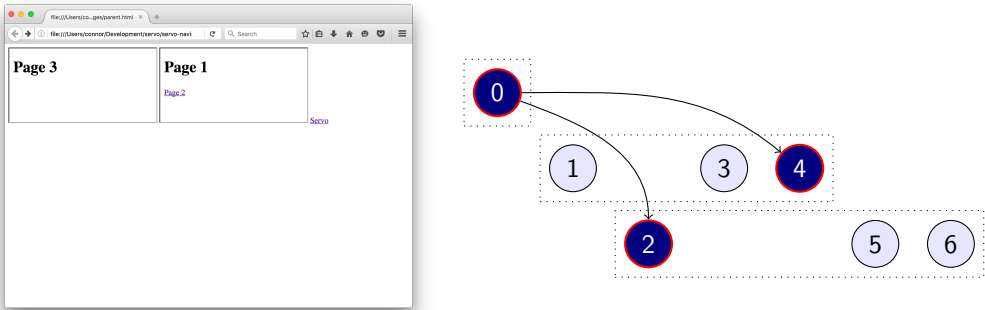 file:///Users/co...ges/parent.html ×
file:///Users/connor/Development/servo/servo-navi
Search
Page 3
Page 1
Page 2
Servo
0
1
3
4
2
5
6